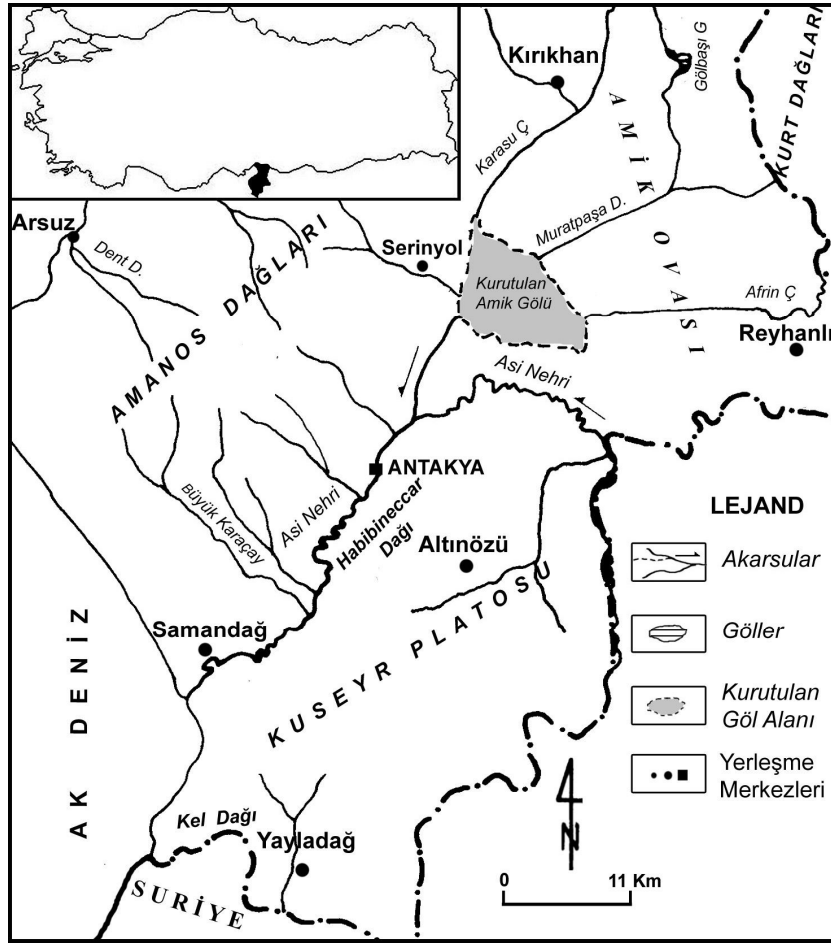 Kırıkhan
Gölbaşı G
KURT DAĞLARI
AMİK OVASI
Karasu Ç
Muratpaşa D.
Arsuz
Dent D.
AMANOS DAĞLARI
Serinyol
Kurutulan
Amik Gölü
Afrin Ç
Reyhanlı
Asi Nehri
ANTAKYA
Büyük Karaçay
Asi Nehri
Habibineccar
Dağı
Altınözü
Samandağ
KUSEYR PLATOSU
AK DENİZ
Kel Dağı
Yayladağ
SURİYE
LEJAND
Akarsular
Göller
Kurutulan
Göl Alanı
Yerleşme
Merkezleri
N
0 11 Km